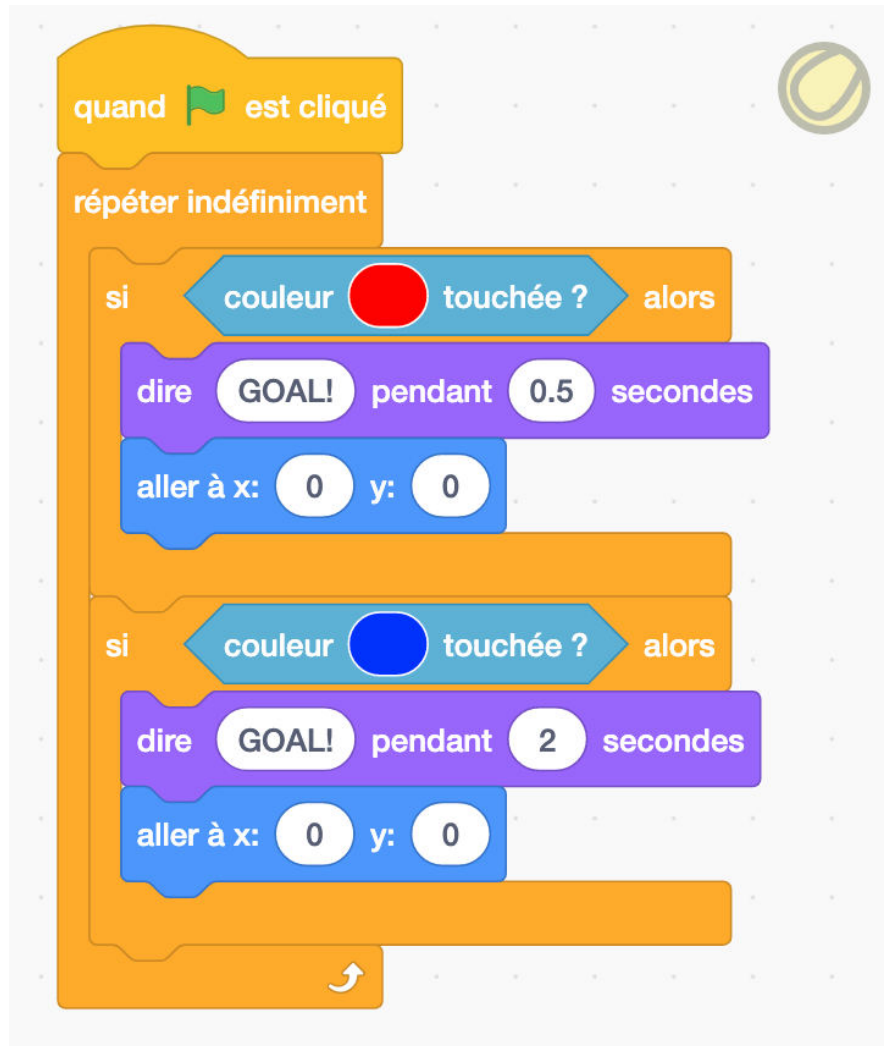 quand est cliqué
répéter indéfiniment
si couleur touchée ? alors
dire GOAL! pendant 0.5 secondes
aller à x: 0 y: 0
si couleur touchée ? alors
dire GOAL! pendant 2 secondes
aller à x: 0 y: 0